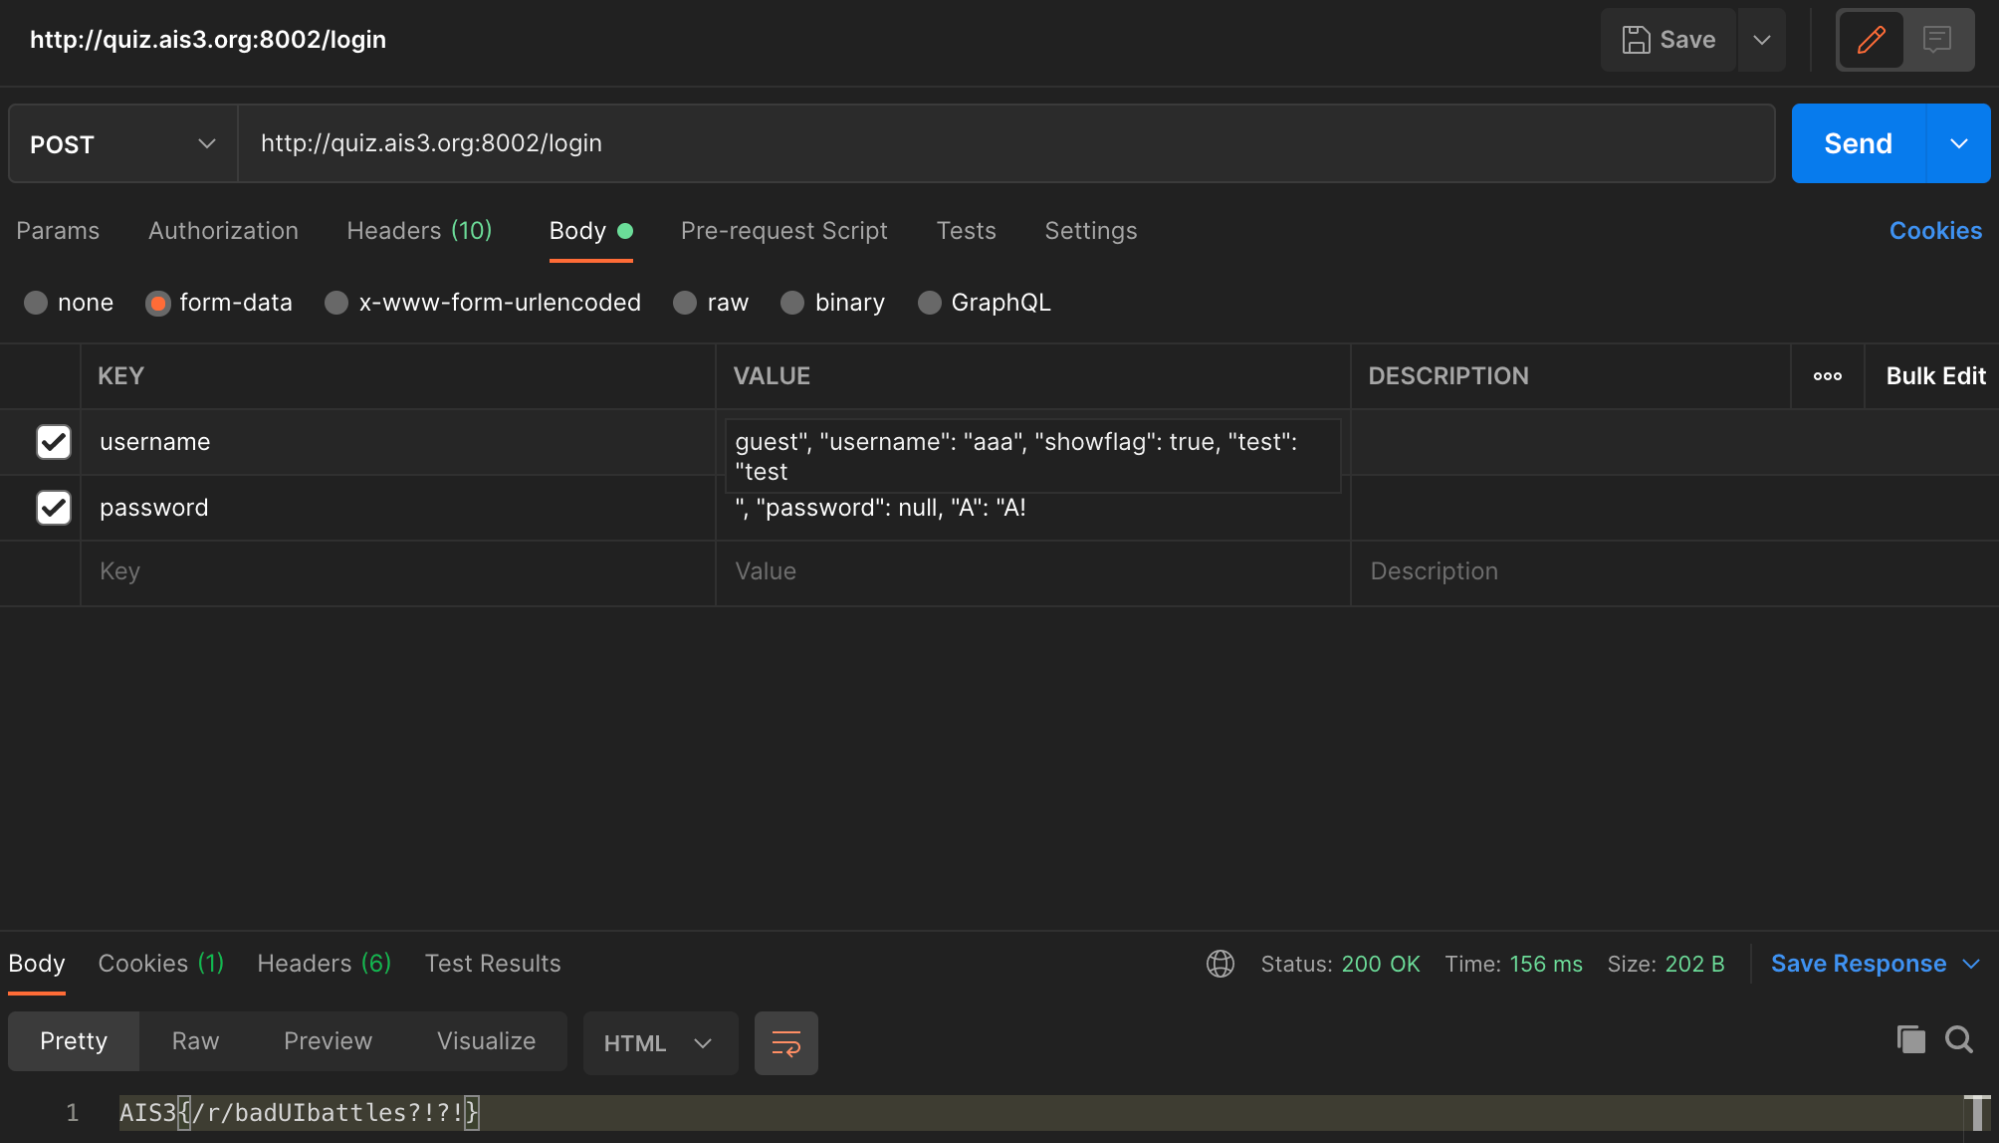 http://quiz.ais3.org:8002/login
Save
POST
http://quiz.ais3.org:8002/login
Send
Params Authorization Headers (10) Body Pre-request Script Tests Settings Cookies
none form-data x-www-form-urlencoded raw binary GraphQL
KEY VALUE DESCRIPTION Bulk Edit
username guest", "username": "aaa", "showflag": true, "test":
"test
password ", "password": null, "A": "A!
Key Value Description
Body Cookies (1) Headers (6) Test Results Status: 200 OK Time: 156 ms Size: 202 B Save Response
Pretty Raw Preview Visualize HTML
1 AIS3{/r/badUIbattles?!?!}